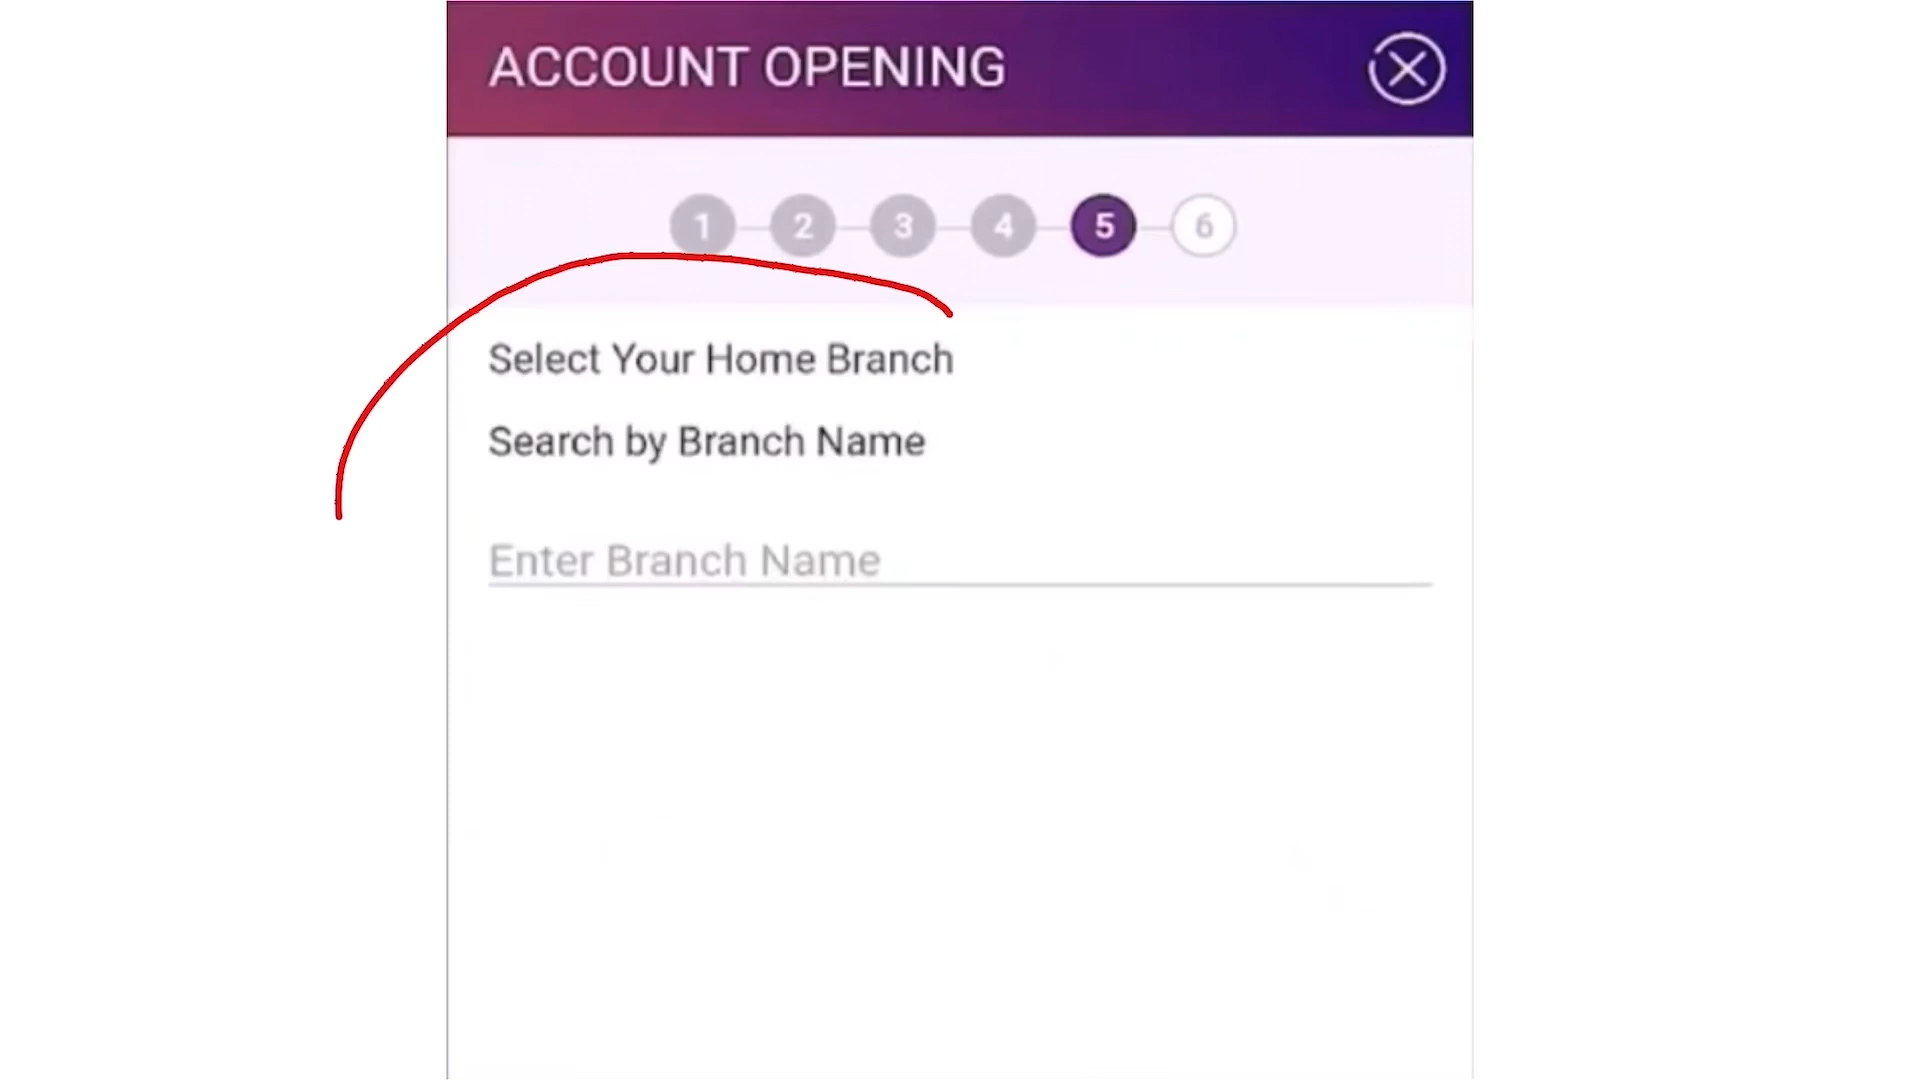 ACCOUNT OPENING
1 2 3 4 5 6
Select Your Home Branch
Search by Branch Name
Enter Branch Name